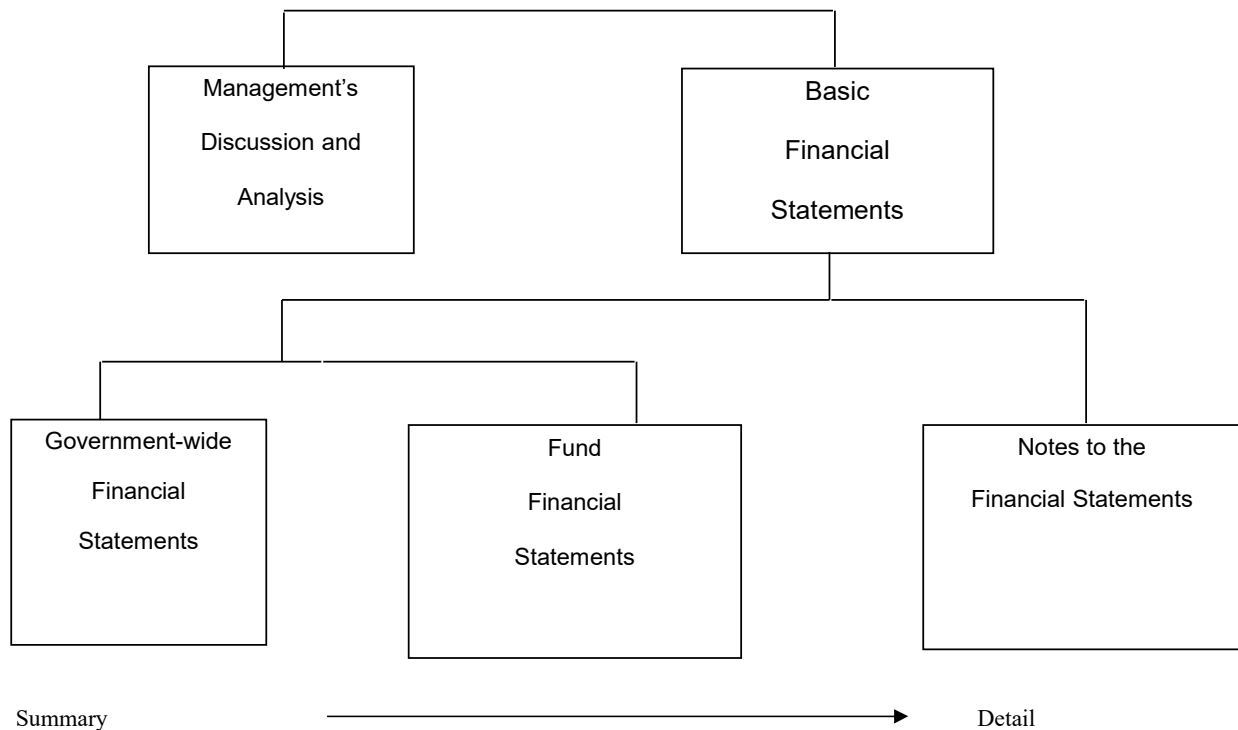 Management’s
Discussion and
Analysis
Basic
Financial
Statements
Government-wide
Financial
Statements
Fund
Financial
Statements
Notes to the
Financial Statements
Summary
Detail